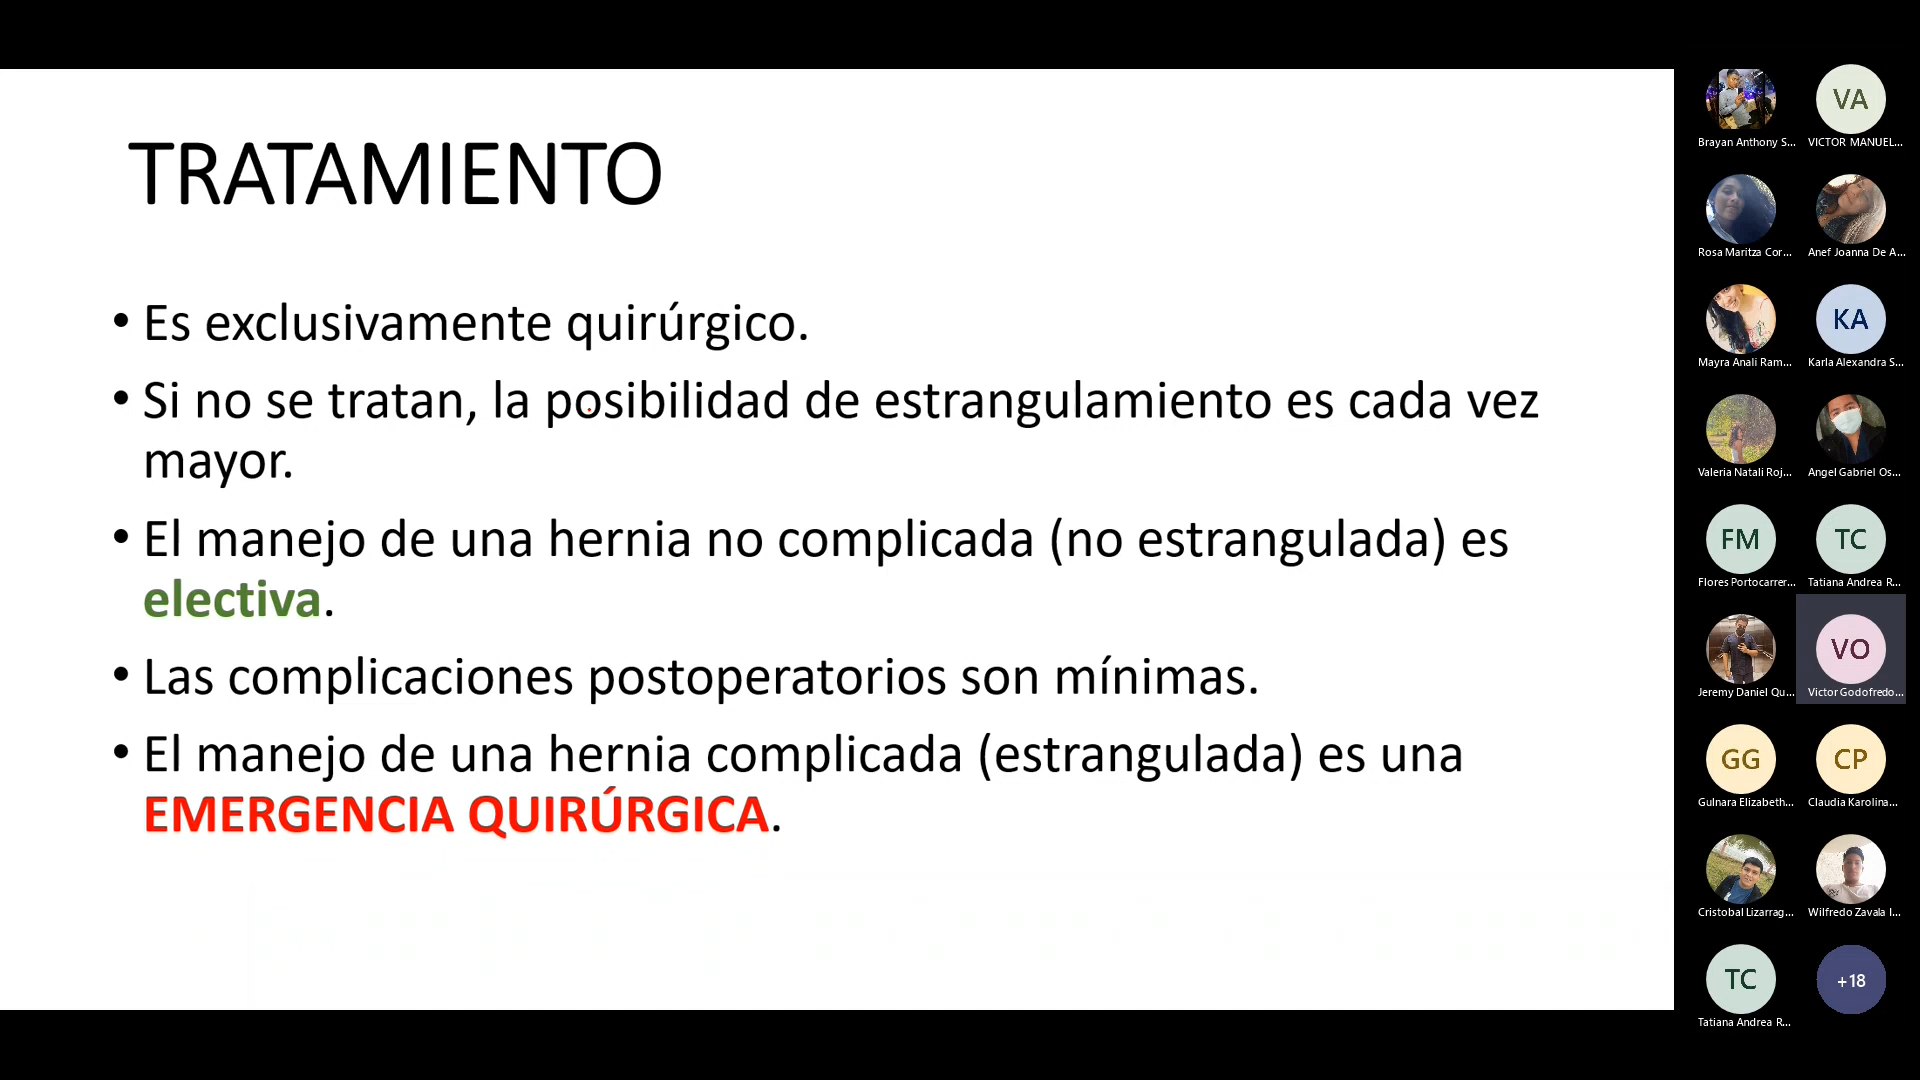 TRATAMIENTO
• Es exclusivamente quirúrgico.
• Si no se tratan, la posibilidad de estrangulamiento es cada vez
mayor.
• El manejo de una hernia no complicada (no estrangulada) es
electiva.
• Las complicaciones postoperatorios son mínimas.
• El manejo de una hernia complicada (estrangulada) es una
EMERGENCIA QUIRÚRGICA.
VA
Brayan Anthony S...
VICTOR MANUEL...
Rosa Maritza Cor...
Anef Joanna De A...
KA
Mayra Anali Ram...
Karla Alexandra S...
Valeria Natali Roj...
Angel Gabriel Os...
FM
TC
Flores Portocarrer...
Tatiana Andrea R...
VO
Jeremy Daniel Qu...
Victor Godofredo...
GG
CP
Gulnara Elizabeth...
Claudia Karolina...
Cristobal Lizarrag...
Wilfredo Zavala I...
TC
+18
Tatiana Andrea R...